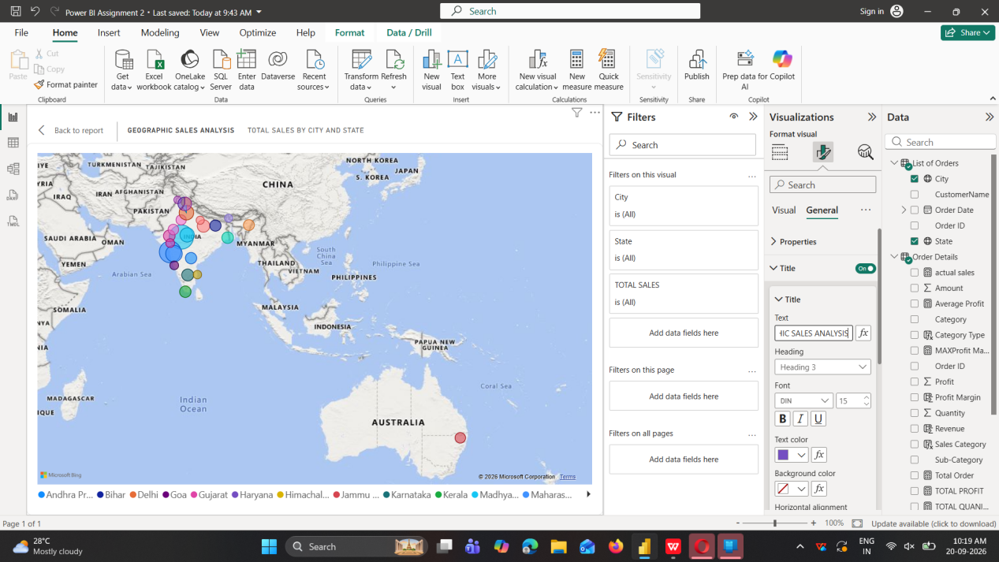 Power BI Assignment 2 • Last saved: Today at 9:43 AM
Search
Sign in
File Home Insert Modeling View Optimize Help Format Data / Drill
Share
Paste
Cut
Copy
Format painter
Clipboard
Get data
Excel workbook
OneLake catalog
SQL Server
Enter data
Dataverse
Recent sources
Data
Transform data
Refresh
Queries
New visual
Text box
More visuals
Insert
New visual calculation
New measure
Quick measure
Calculations
Sensitivity
Sensitivity
Publish
Share
Prep data for AI
Copilot
Copilot
Back to report
GEOGRAPHIC SALES ANALYSIS
TOTAL SALES BY CITY AND STATE
TURKMENISTAN
TAJIKISTAN
NORTH KOREA
JAPAN
S. KOREA
CHINA
IRAN
AFGHANISTAN
IRAQ
PAKISTAN
INDIA
SAUDI ARABIA
OMAN
MYANMAR
YEMEN
THAILAND
VIETNAM
South China Sea
Philippine Sea
PHILIPPINES
Arabian Sea
SOMALIA
MALAYSIA
INDONESIA
PAPUA NEW GUINEA
MADAGASCAR
Indian Ocean
Coral Sea
AUSTRALIA
Microsoft Bing
© 2026 Microsoft Corporation Terms
Andhra Pr... Bihar Delhi Goa Gujarat Haryana Himachal... Jammu ... Karnataka Kerala Madhya... Maharas...
Filters
Search
Filters on this visual
City
is (All)
State
is (All)
TOTAL SALES
is (All)
Add data fields here
Filters on this page
Add data fields here
Filters on all pages
Add data fields here
Visualizations
Format visual
Search
Visual General
Properties
Title
On
Title
Text
HIC SALES ANALYSIS
fx
Heading
Heading 3
Font
DIN 15
B I U
Text color
fx
Background color
fx
Horizontal alignment
Data
Search
List of Orders
City
CustomerName
Order Date
Order ID
State
Order Details
actual sales
Amount
Average Profit
Category
Category Type
MAXProfit Ma...
Order ID
Profit
Profit Margin
Quantity
Revenue
Sales Category
Sub-Category
Total Order
TOTAL PROFIT
TOTAL QUANI...
Page 1 of 1
- + 100%
Update available (click to download)
28°C
Mostly cloudy
Search
ENG
IN
10:19 AM
20-09-2026